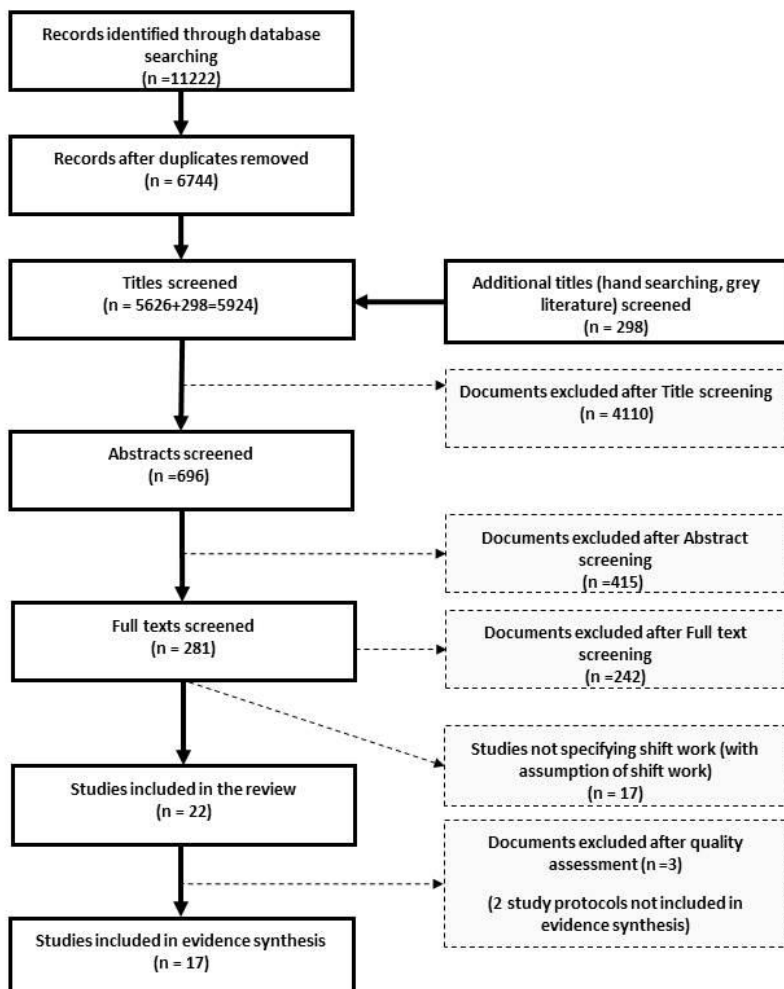 Records identified through database
searching
(n =11222)
Records after duplicates removed
(n = 6744)
Titles screened
(n = 5626+298=5924)
Additional titles (hand searching, grey
literature) screened
(n = 298)
Documents excluded after Title screening
(n = 4110)
Abstracts screened
(n =696)
Documents excluded after Abstract
screening
(n =415)
Full texts screened
(n = 281)
Documents excluded after Full text
screening
(n =242)
Studies not specifying shift work (with
assumption of shift work)
(n = 17)
Studies included in the review
(n = 22)
Documents excluded after quality
assessment (n =3)
(2 study protocols not included in
evidence synthesis)
Studies included in evidence synthesis
(n = 17)